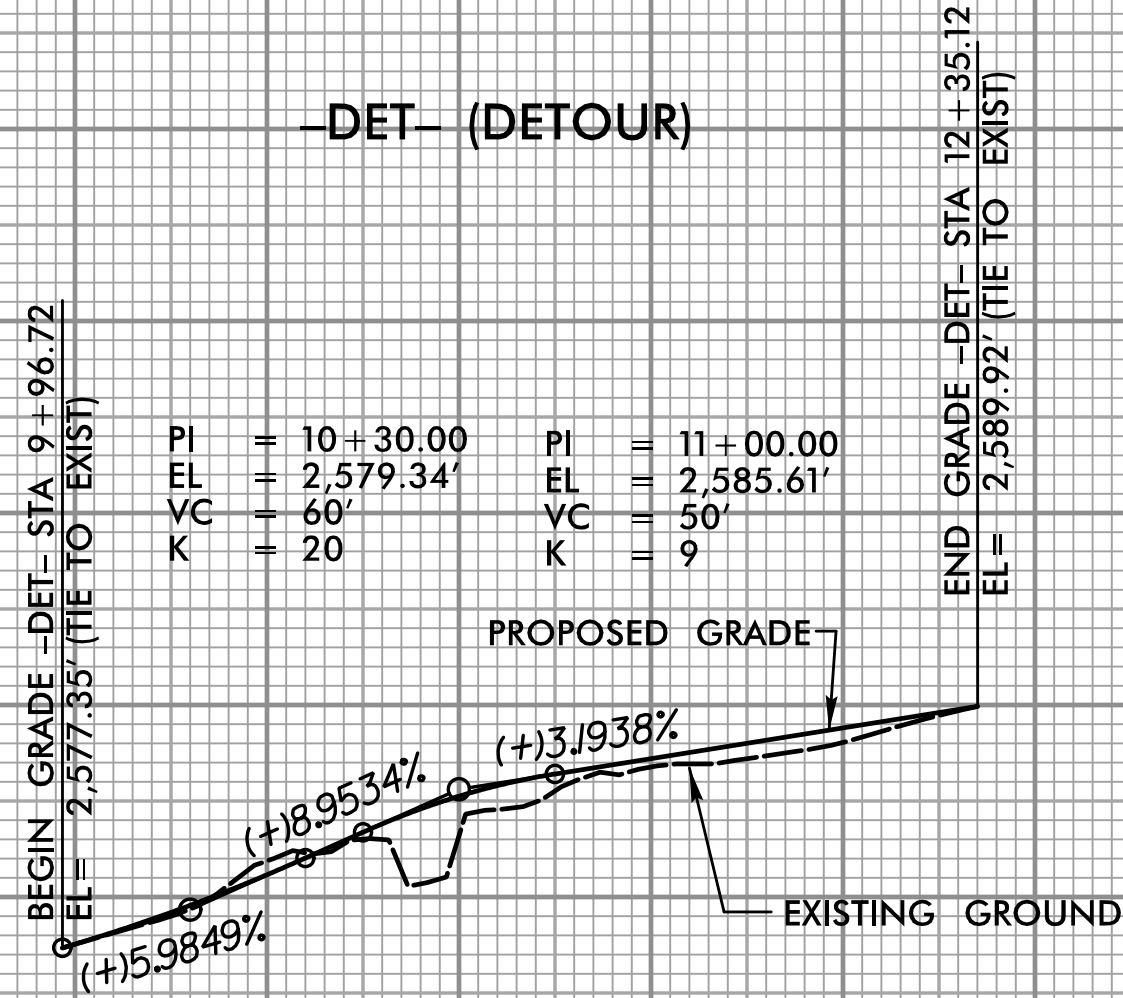 –DET– (DETOUR)
BEGIN GRADE –DET– STA 9+96.72
EL= 2,577.35' (TIE TO EXIST)
PI = 10+30.00
EL = 2,579.34'
VC = 60'
K = 20
PI = 11+00.00
EL = 2,585.61'
VC = 50'
K = 9
END GRADE –DET– STA 12+35.12
EL= 2,589.92' (TIE TO EXIST)
PROPOSED GRADE
(+)3.1938%
(+)8.9534%
(+)5.9849%
EXISTING GROUND